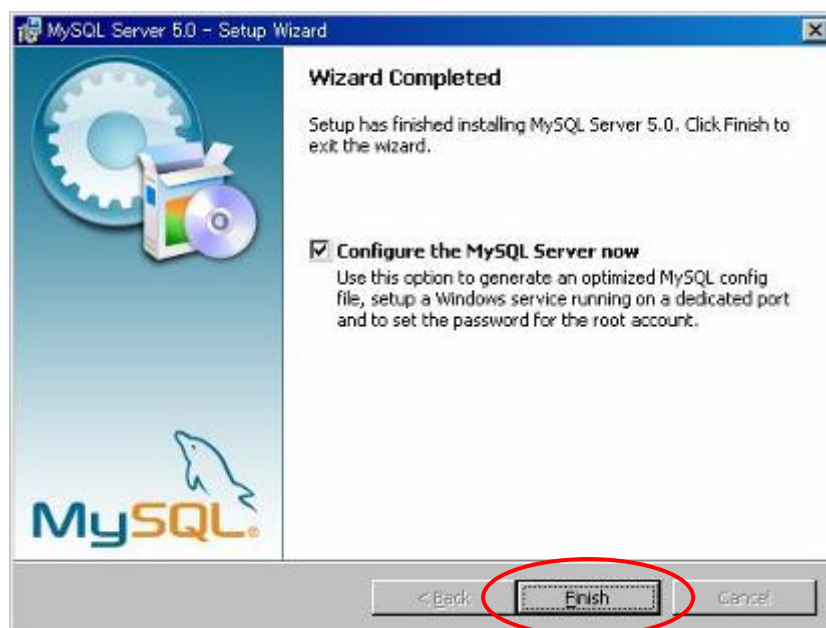 MySQL Server 5.0 - Setup Wizard
Wizard Completed
Setup has finished installing MySQL Server 5.0. Click Finish to
exit the wizard.
Configure the MySQL Server now
Use this option to generate an optimized MySQL config
file, setup a Windows service running on a dedicated port
and to set the password for the root account.
MySQL®
< Back
Finish
Cancel